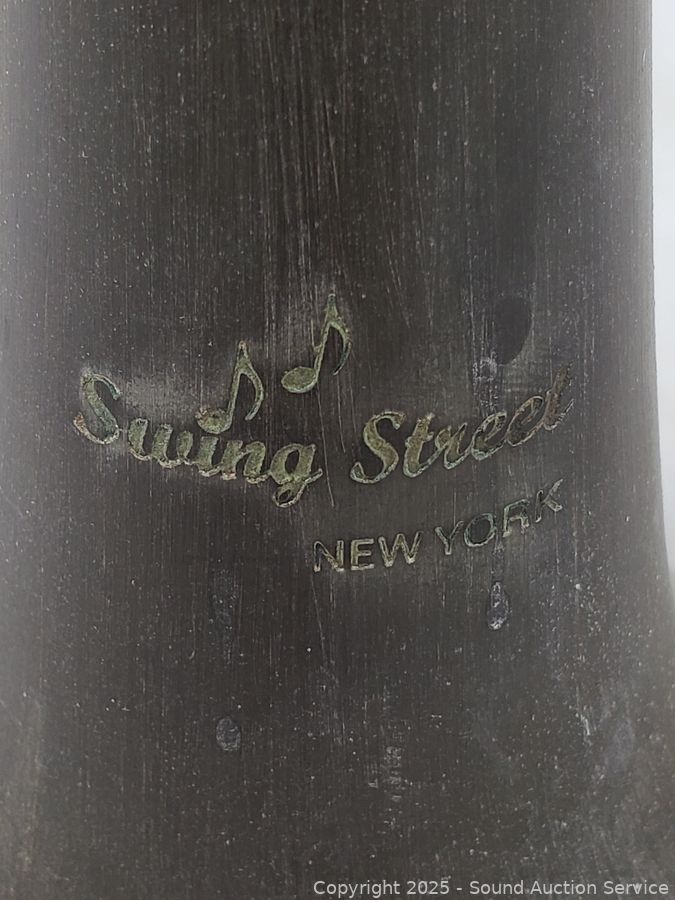 Swing Street
NEW YORK
Copyright 2025 - Sound Auction Service